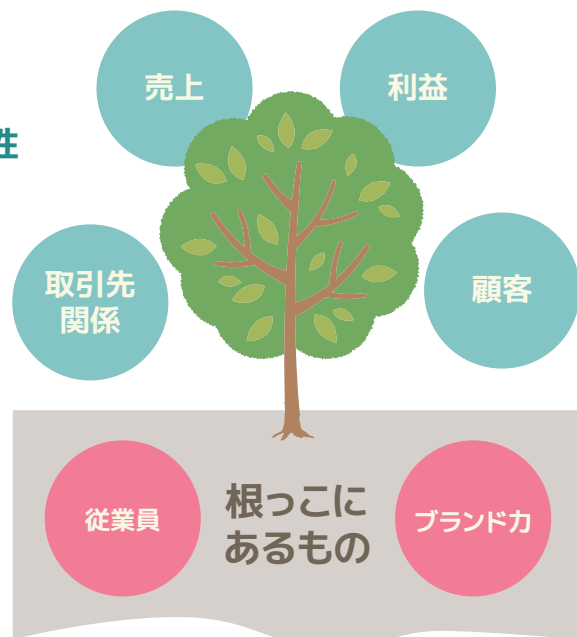 売上
利益
性
取引先
関係
顧客
従業員
根っこに
あるもの
ブランド力